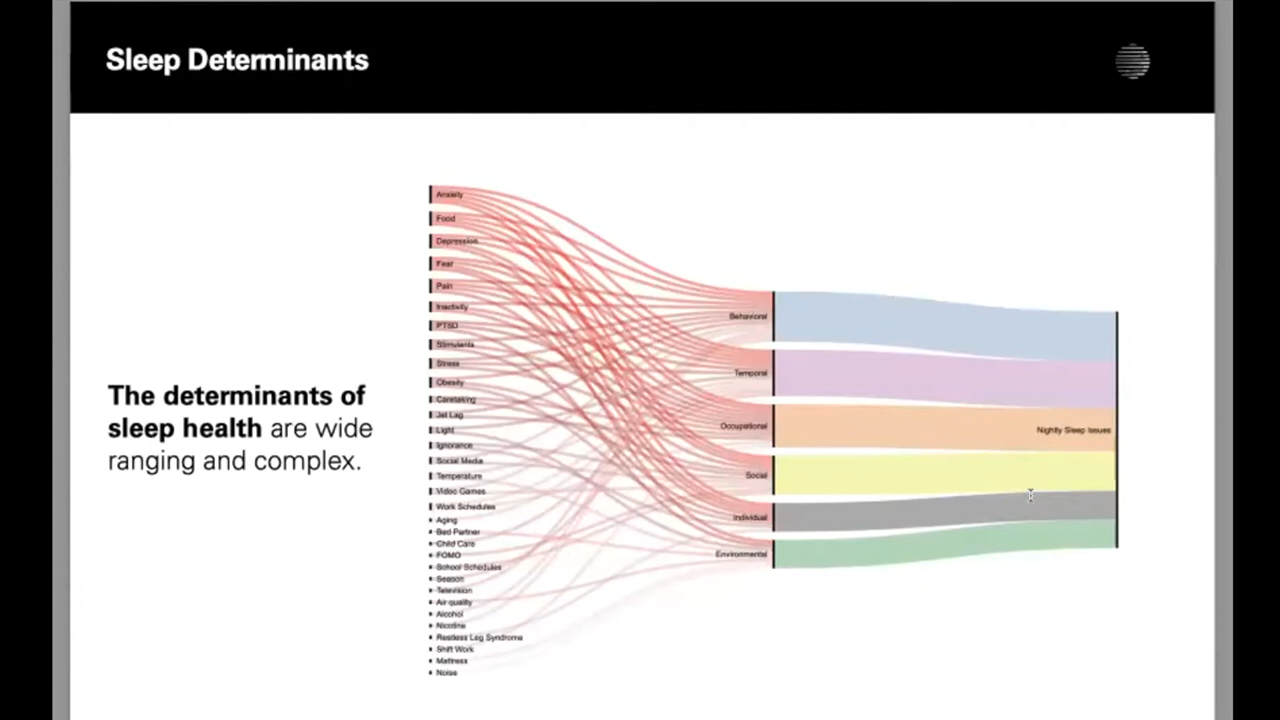 Sleep Determinants
The determinants of
sleep health are wide
ranging and complex.
Anxiety
Food
Depression
Fear
Pain
Inactivity
PTSD
Stimulants
Stress
Obesity
Caretaking
Jet Lag
Light
Ignorance
Social Media
Temperature
Video Games
Work Schedules
Aging
Bed Partner
Child Care
FOMO
School Schedules
Season
Television
Air quality
Alcohol
Nicotine
Restless Leg Syndrome
Shift Work
Mattress
Noise
Behavioral
Temporal
Occupational
Social
Individual
Environmental
Nightly Sleep Issues